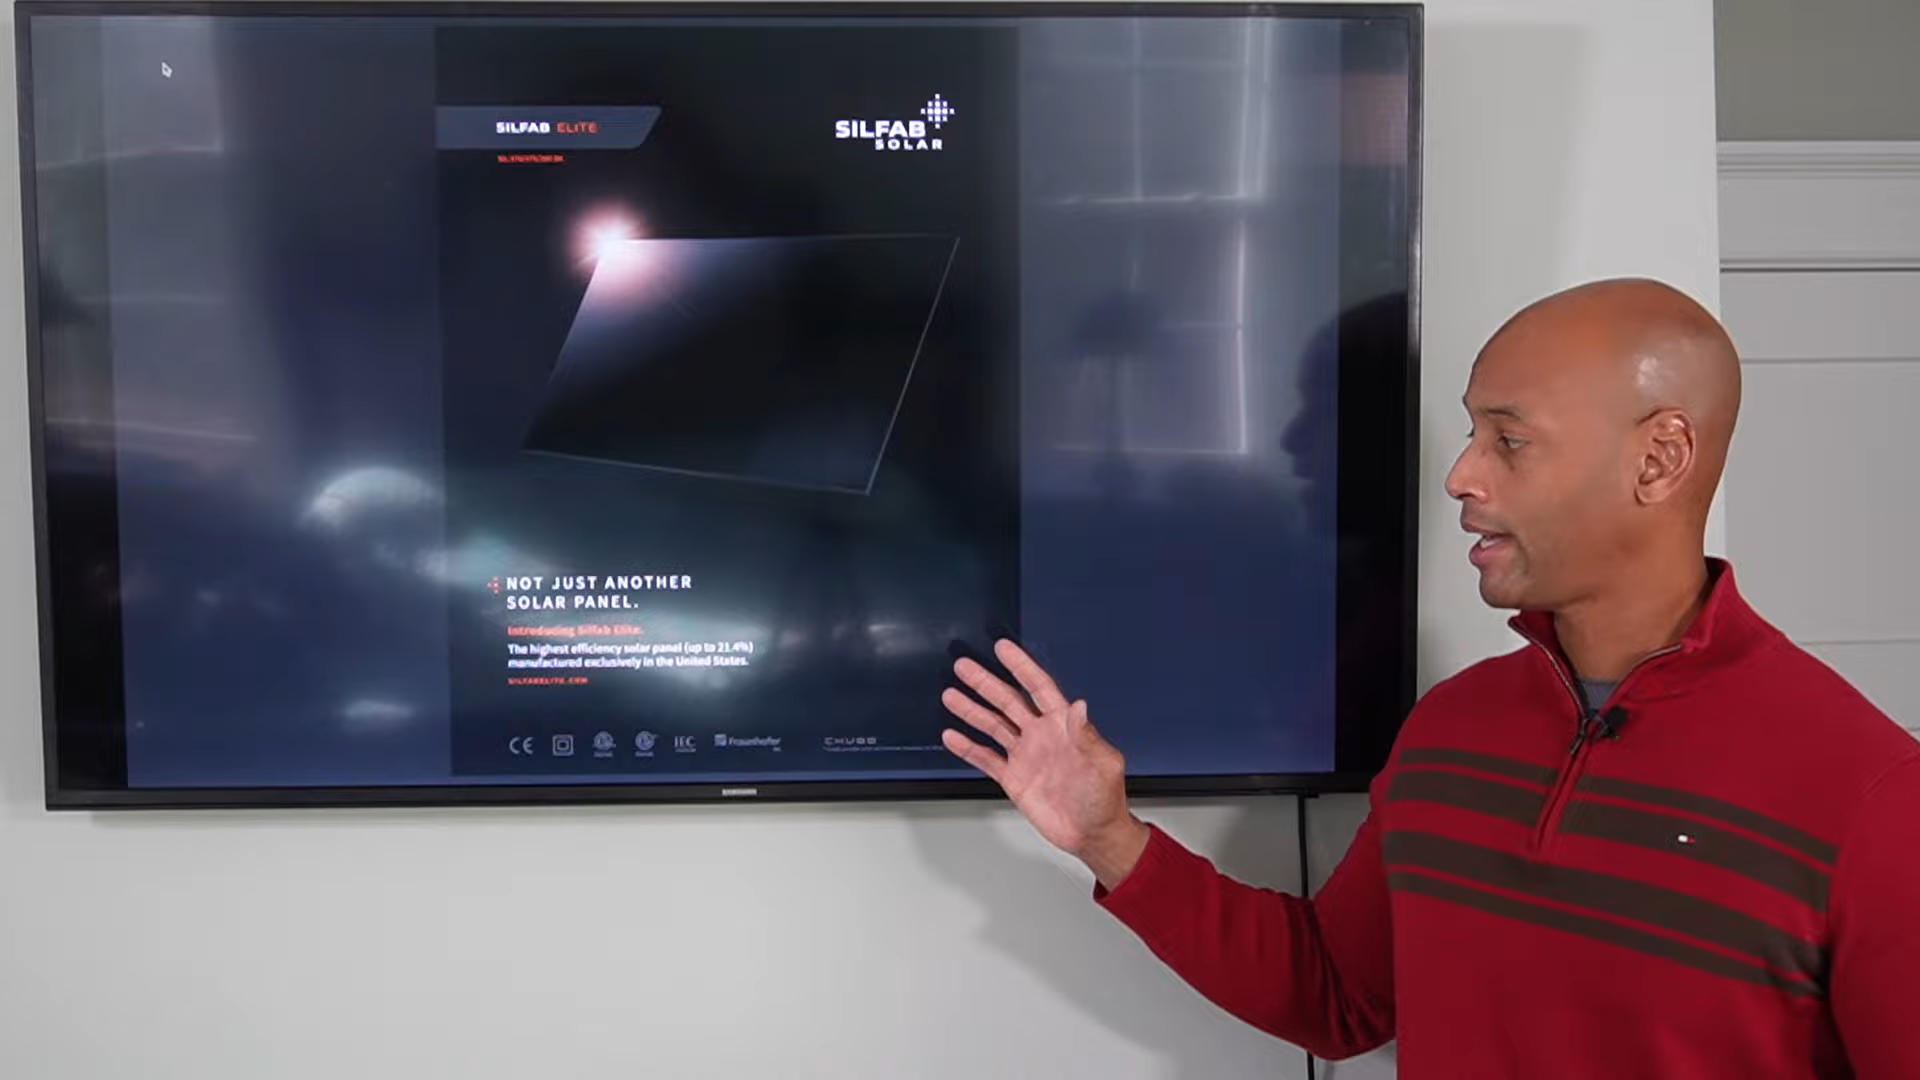 SILFAB ELITE
SILFAB
SOLAR
NOT JUST ANOTHER
SOLAR PANEL.
Introducing Silfab Elite.
The highest efficiency solar panel (up to 21.4%)
manufactured exclusively in the United States.
SILFABELITE.COM
CE
IEC
Fraunhofer
CHUBB